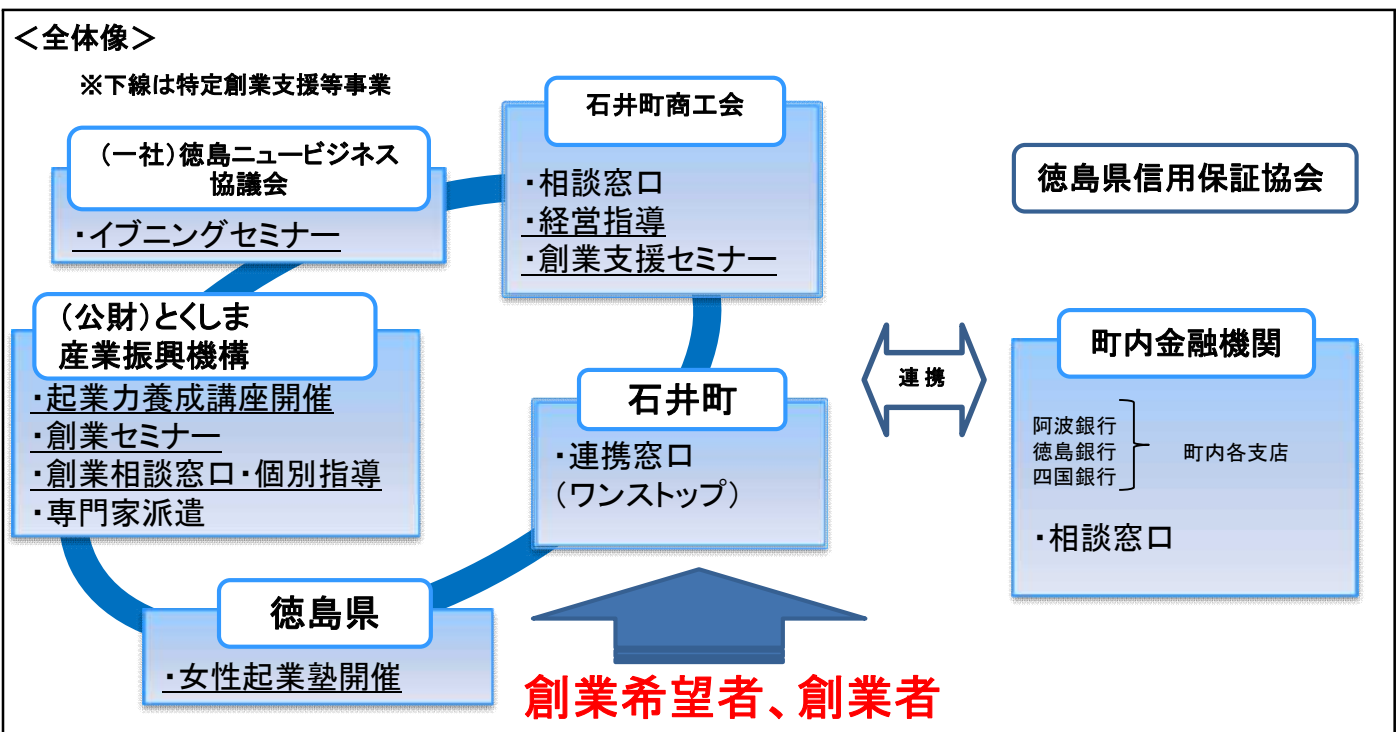 ＜全体像＞
※下線は特定創業支援等事業
（一社）徳島ニュービジネス
協議会
・イブニングセミナー
石井町商工会
・相談窓口
・経営指導
・創業支援セミナー
（公財）とくしま
産業振興機構
・起業力養成講座開催
・創業セミナー
・創業相談窓口・個別指導
・専門家派遣
石井町
・連携窓口
（ワンストップ）
徳島県
・女性起業塾開催
創業希望者、創業者
連携
徳島県信用保証協会
町内金融機関
阿波銀行
徳島銀行
四国銀行
町内各支店
・相談窓口